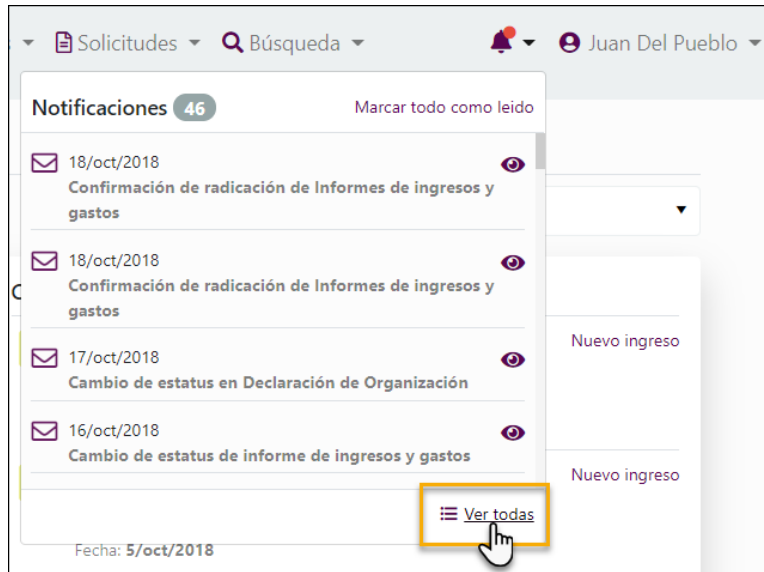 Solicitudes Búsqueda Juan Del Pueblo
Notificaciones 46 Marcar todo como leido
18/oct/2018
Confirmación de radicación de Informes de ingresos y
gastos
18/oct/2018
Confirmación de radicación de Informes de ingresos y
gastos
Nuevo ingreso
17/oct/2018
Cambio de estatus en Declaración de Organización
16/oct/2018
Cambio de estatus de informe de ingresos y gastos
Nuevo ingreso
Ver todas
Fecha: 5/oct/2018